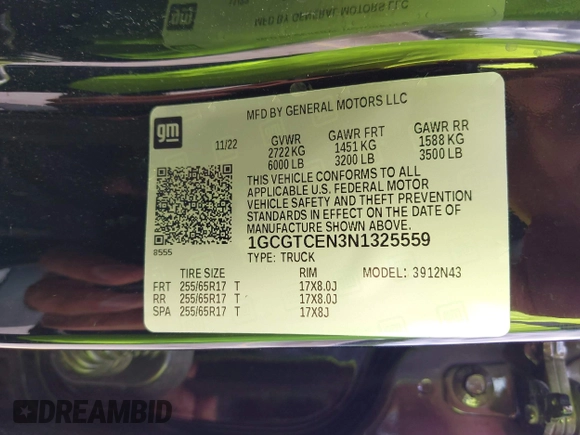 MFD BY GENERAL MOTORS LLC
gm
11/22
GVWR
2722 KG
6000 LB
GAWR FRT
1451 KG
3200 LB
GAWR RR
1588 KG
3500 LB
THIS VEHICLE CONFORMS TO ALL
APPLICABLE U.S. FEDERAL MOTOR
VEHICLE SAFETY AND THEFT PREVENTION
STANDARDS IN EFFECT ON THE DATE OF
MANUFACTURE SHOWN ABOVE.
8555
1GCGTCEN3N1325559
TYPE: TRUCK
TIRE SIZE RIM MODEL: 3912N43
FRT 255/65R17 T 17X8.0J
RR 255/65R17 T 17X8.0J
SPA 255/65R17 T 17X8J
DREAMBID